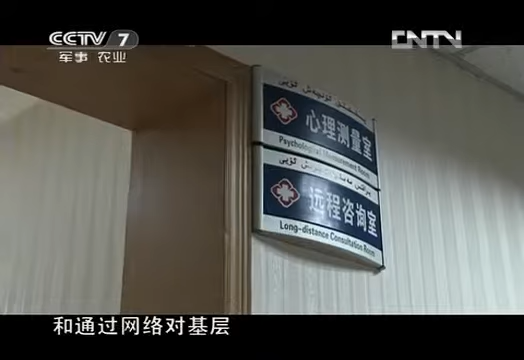 CCTV 7
军事 农业
CNTV
心理测量室
Psychological Measurement Room
远程咨询室
Long-distance Consultation Room
和通过网络对基层